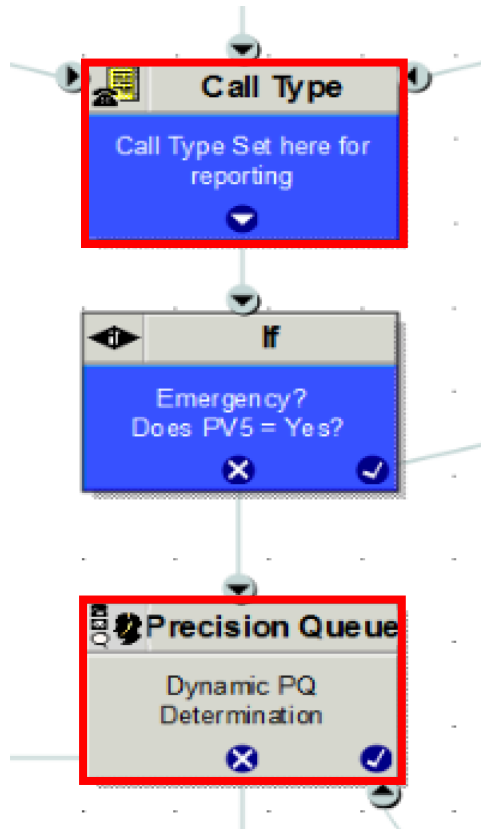 Call Type
Call Type Set here for
reporting
If
Emergency?
Does PV5 = Yes?
Precision Queue
Dynamic PQ
Determination